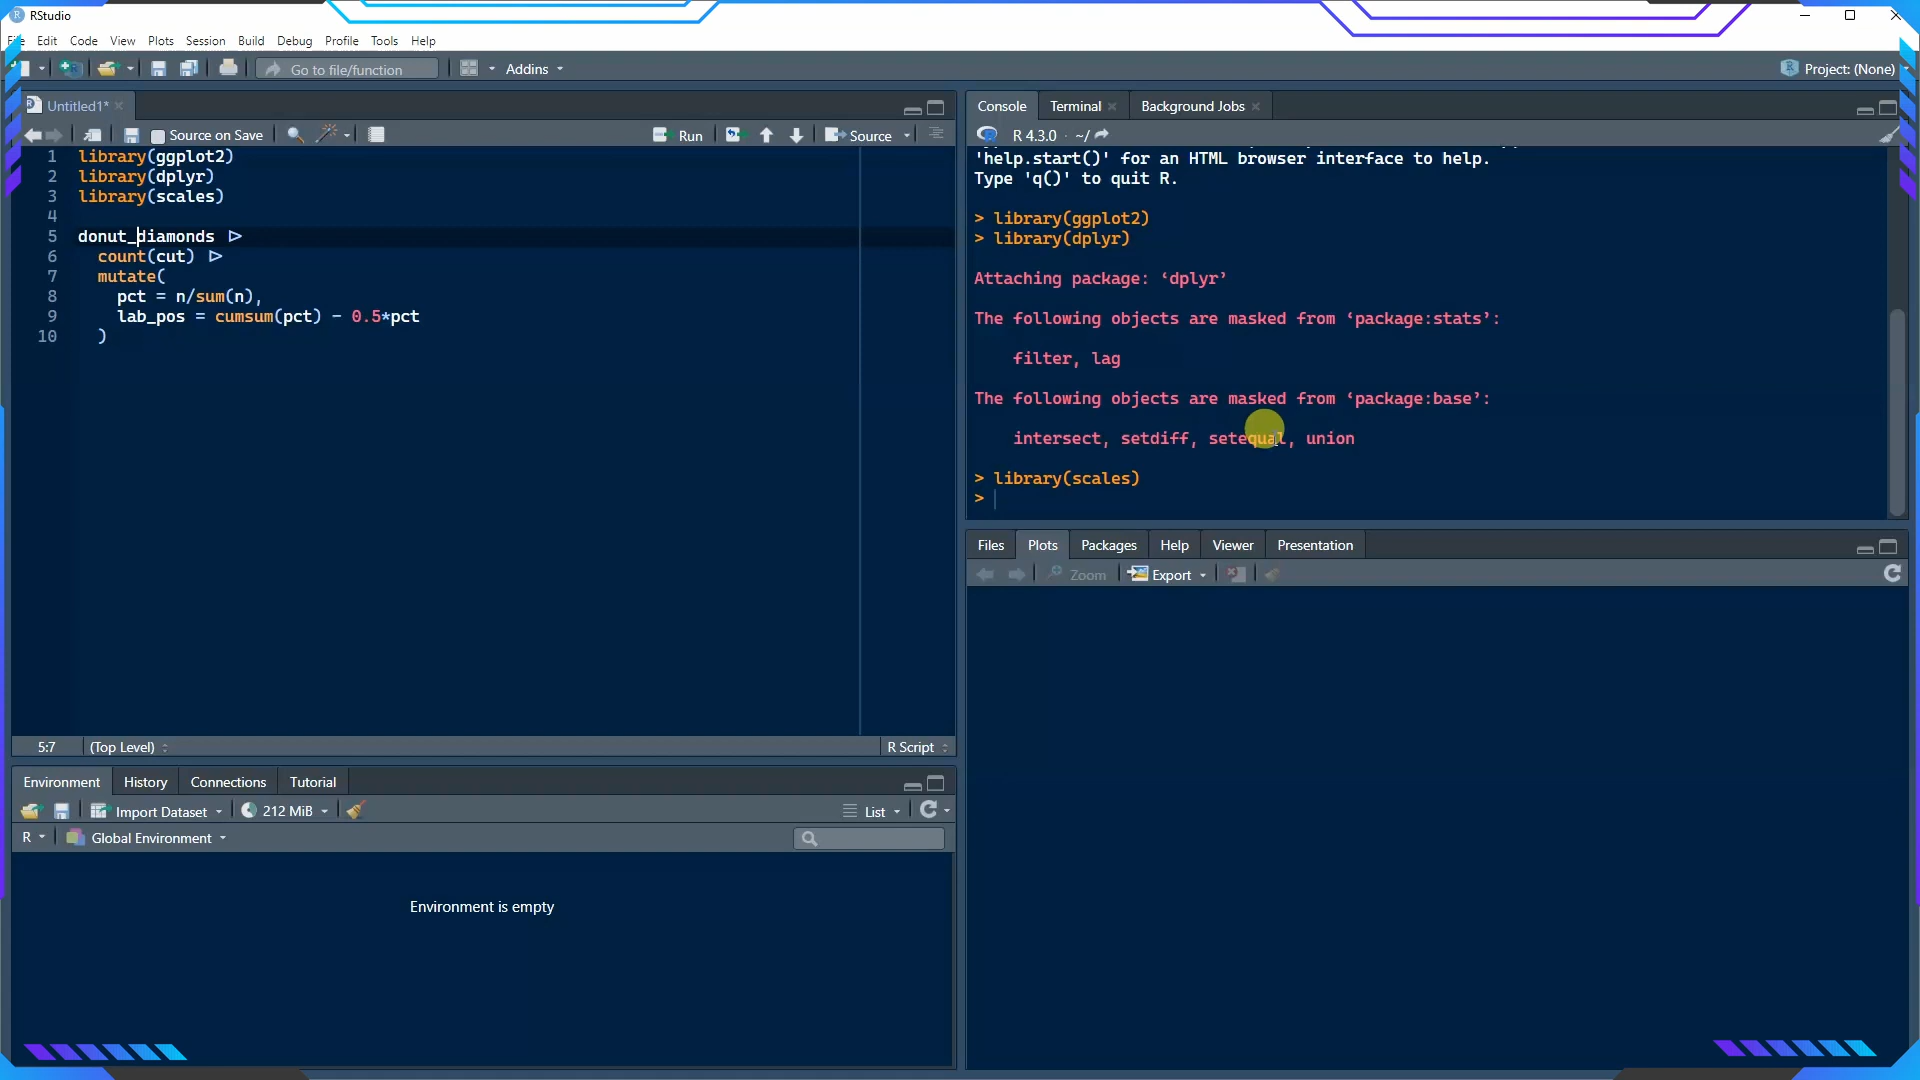 RStudio
File Edit Code View Plots Session Build Debug Profile Tools Help
Go to file/function
Addins
Project: (None)
Untitled1*
Source on Save
Run
Source
1 library(ggplot2)
2 library(dplyr)
3 library(scales)
4
5 donut_diamonds |>
6 count(cut) |>
7 mutate(
8 pct = n/sum(n),
9 lab_pos = cumsum(pct) - 0.5*pct
10 )
5:7
(Top Level)
R Script
Environment History Connections Tutorial
Import Dataset
212 MiB
List
R
Global Environment
Environment is empty
Console Terminal Background Jobs
R 4.3.0 · ~/
'help.start()' for an HTML browser interface to help.
Type 'q()' to quit R.
> library(ggplot2)
> library(dplyr)
Attaching package: ‘dplyr’
The following objects are masked from ‘package:stats’:
filter, lag
The following objects are masked from ‘package:base’:
intersect, setdiff, setequal, union
> library(scales)
>
Files Plots Packages Help Viewer Presentation
Zoom
Export